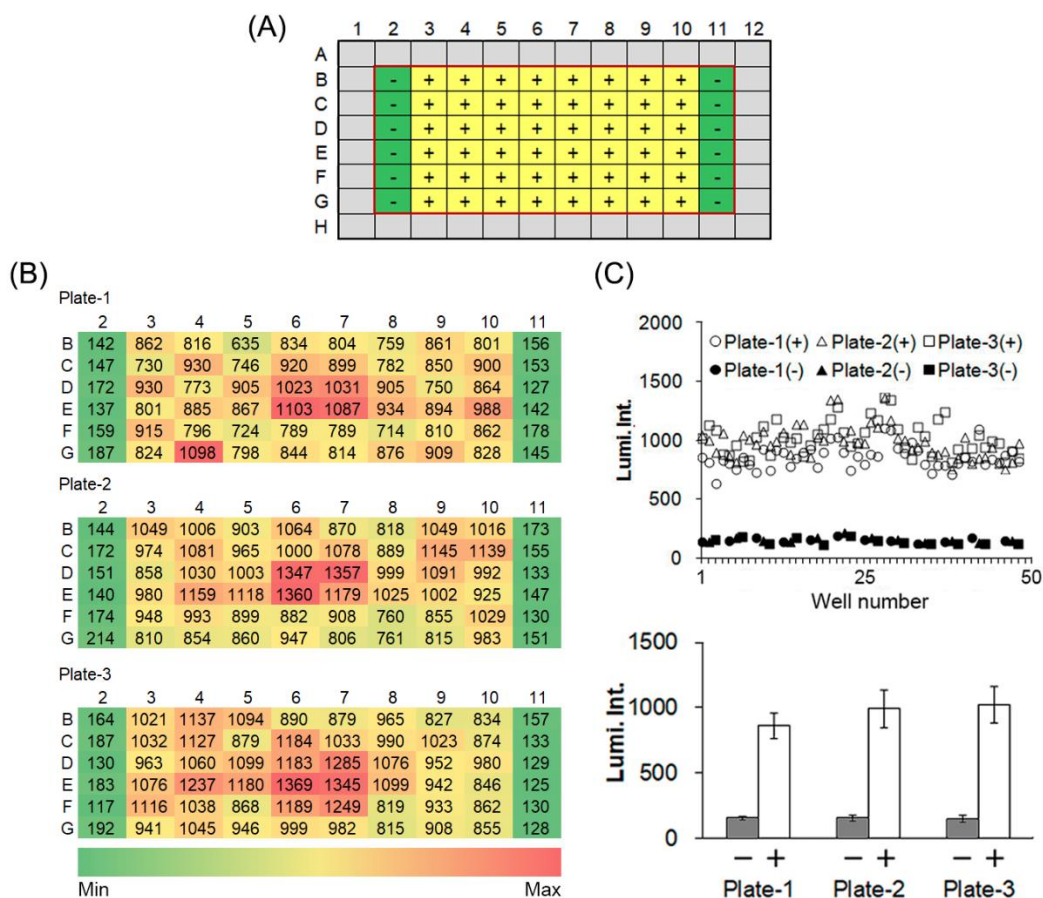 (A)
1 2 3 4 5 6 7 8 9 10 11 12
A
B - + + + + + + + + -
C - + + + + + + + + -
D - + + + + + + + + -
E - + + + + + + + + -
F - + + + + + + + + -
G - + + + + + + + + -
H
(B)
Plate-1
2 3 4 5 6 7 8 9 10 11
B 142 862 816 635 834 804 759 861 801 156
C 147 730 930 746 920 899 782 850 900 153
D 172 930 773 905 1023 1031 905 750 864 127
E 137 801 885 867 1103 1087 934 894 988 142
F 159 915 796 724 789 789 714 810 862 178
G 187 824 1098 798 844 814 876 909 828 145
Plate-2
2 3 4 5 6 7 8 9 10 11
B 144 1049 1006 903 1064 870 818 1049 1016 173
C 172 974 1081 965 1000 1078 889 1145 1139 155
D 151 858 1030 1003 1347 1357 999 1091 992 133
E 140 980 1159 1118 1360 1179 1025 1002 925 147
F 174 948 993 899 882 908 760 855 1029 130
G 214 810 854 860 947 806 761 815 983 151
Plate-3
2 3 4 5 6 7 8 9 10 11
B 164 1021 1137 1094 890 879 965 827 834 157
C 187 1032 1127 879 1184 1033 990 1023 874 133
D 130 963 1060 1099 1183 1285 1076 952 980 129
E 183 1076 1237 1180 1369 1345 1099 942 846 125
F 117 1116 1038 868 1189 1249 819 933 862 130
G 192 941 1045 946 999 982 815 908 855 128
Min Max
(C)
Lumi. Int.
2000
1500
1000
500
0
Plate-1(+) Plate-2(+) Plate-3(+)
Plate-1(-) Plate-2(-) Plate-3(-)
1 25 50
Well number
Lumi. Int.
1500
1000
500
0
− + − + − +
Plate-1 Plate-2 Plate-3